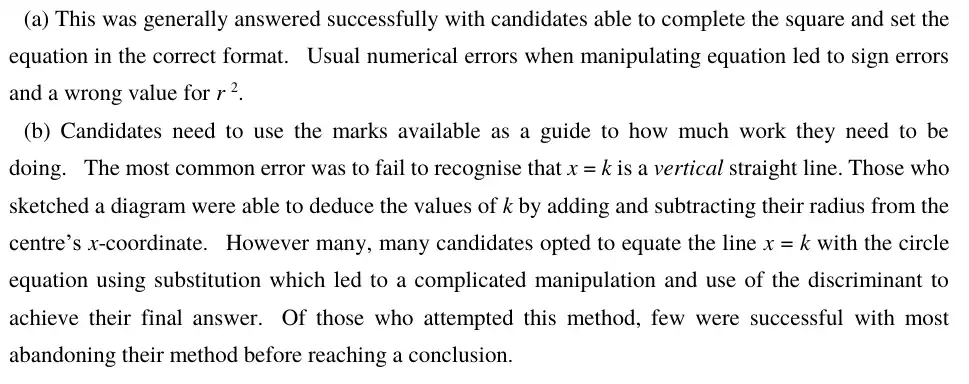 (a) This was generally answered successfully with candidates able to complete the square and set the
equation in the correct format. Usual numerical errors when manipulating equation led to sign errors
and a wrong value for r ².
(b) Candidates need to use the marks available as a guide to how much work they need to be
doing. The most common error was to fail to recognise that x = k is a vertical straight line. Those who
sketched a diagram were able to deduce the values of k by adding and subtracting their radius from the
centre’s x-coordinate. However many, many candidates opted to equate the line x = k with the circle
equation using substitution which led to a complicated manipulation and use of the discriminant to
achieve their final answer. Of those who attempted this method, few were successful with most
abandoning their method before reaching a conclusion.